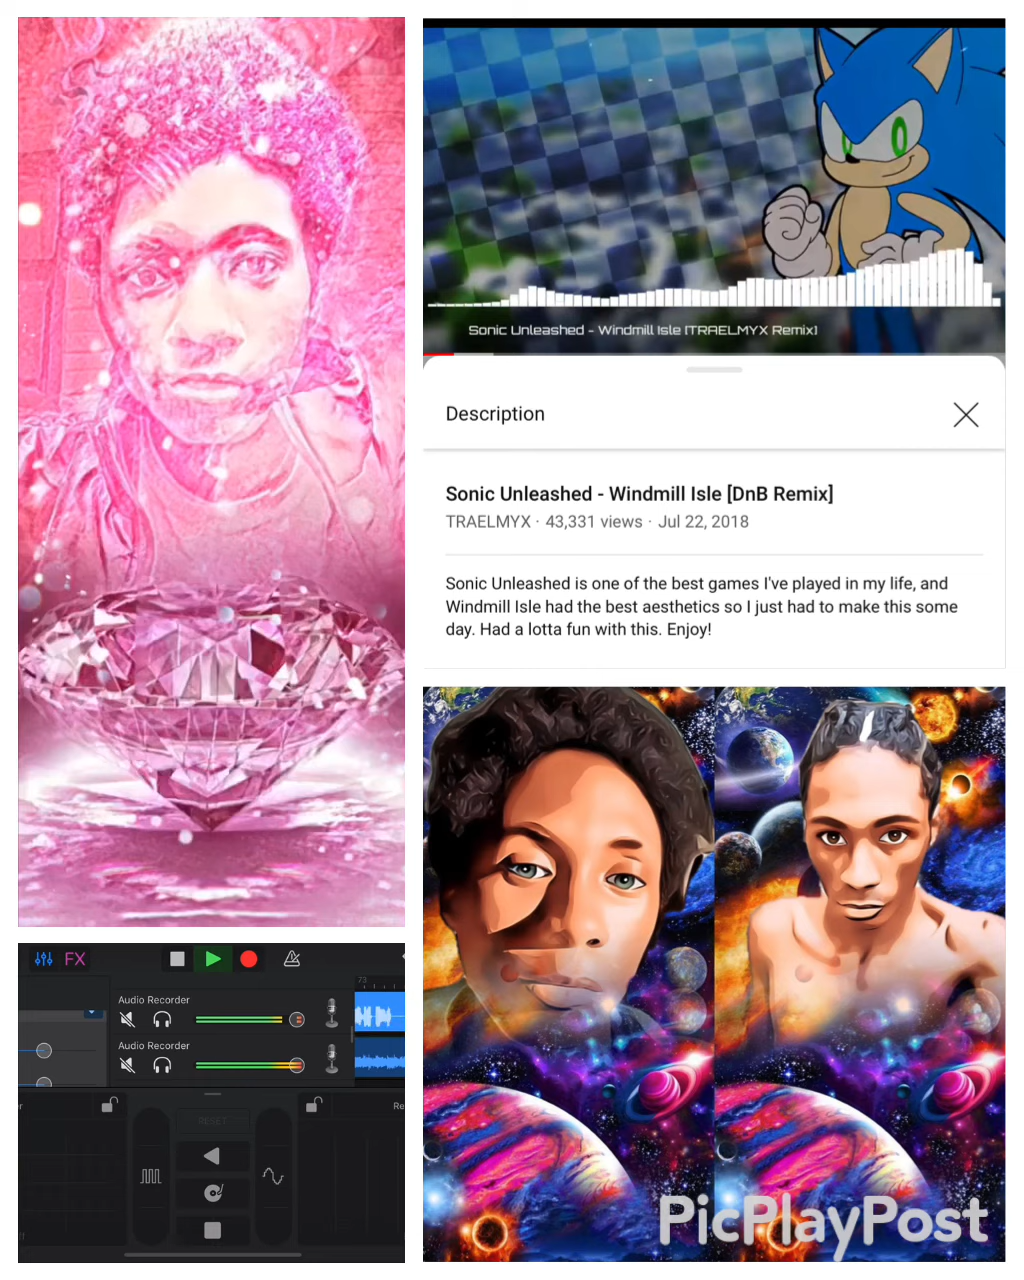 Sonic Unleashed - Windmill Isle [TRAELMYX Remix]
Description
Sonic Unleashed - Windmill Isle [DnB Remix]
TRAELMYX · 43,331 views · Jul 22, 2018
Sonic Unleashed is one of the best games I've played in my life, and
Windmill Isle had the best aesthetics so I just had to make this some
day. Had a lotta fun with this. Enjoy!
FX
73
Audio Recorder
Audio Recorder
Re
RESET
PicPlayPost